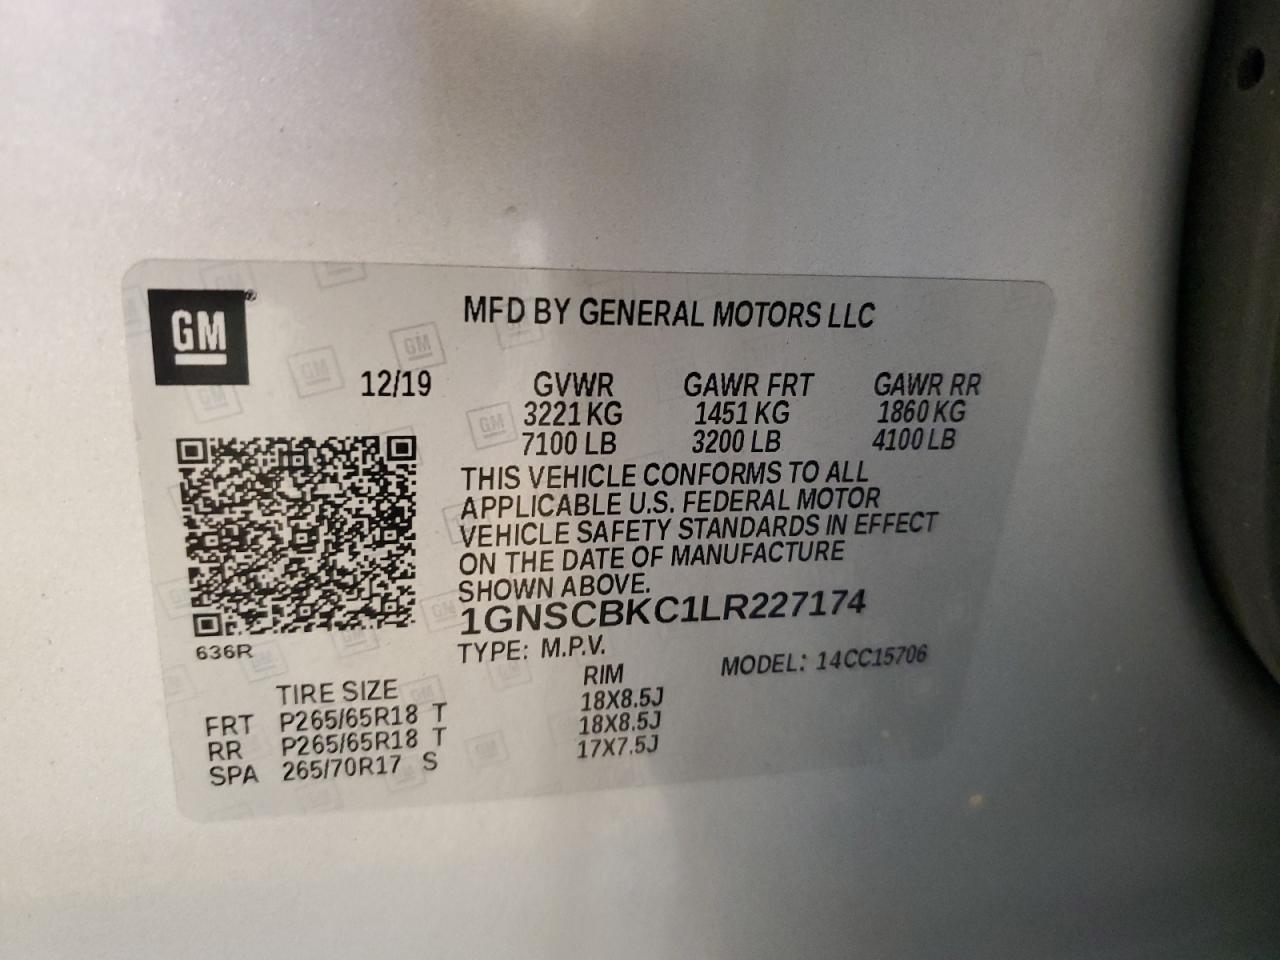 GM
MFD BY GENERAL MOTORS LLC
12/19 GVWR GAWR FRT GAWR RR
3221 KG 1451 KG 1860 KG
7100 LB 3200 LB 4100 LB
THIS VEHICLE CONFORMS TO ALL
APPLICABLE U.S. FEDERAL MOTOR
VEHICLE SAFETY STANDARDS IN EFFECT
ON THE DATE OF MANUFACTURE
SHOWN ABOVE.
1GNSCBKC1LR227174
636R
TYPE: M.P.V. MODEL: 14CC15706
TIRE SIZE RIM
FRT P265/65R18 T 18X8.5J
RR P265/65R18 T 18X8.5J
SPA 265/70R17 S 17X7.5J